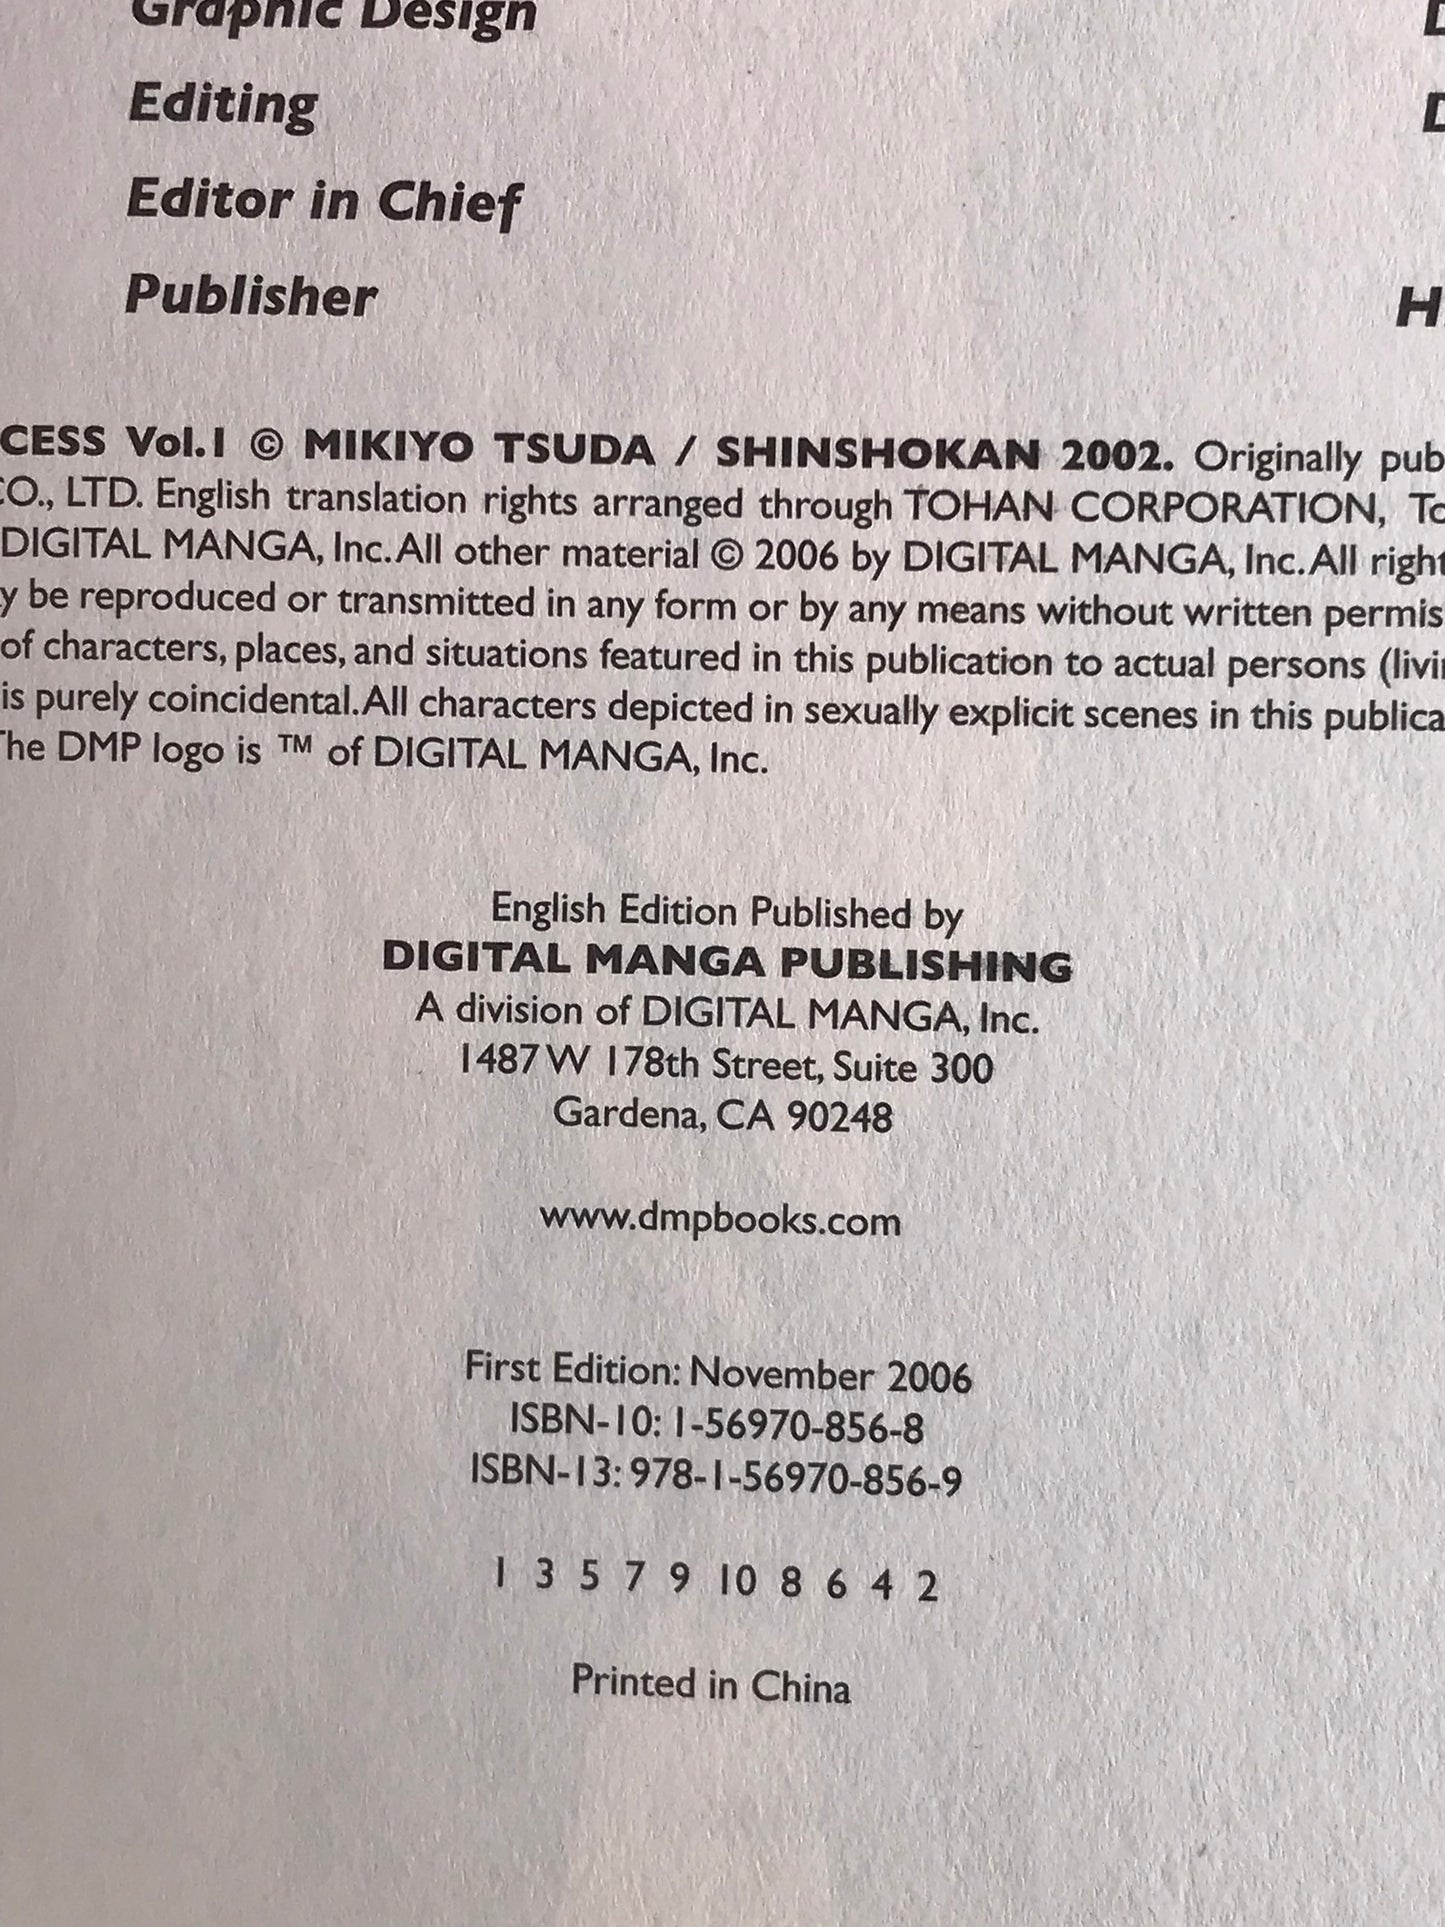 Graphic Design
Editing
Editor in Chief
Publisher H
CESS Vol.1 © MIKIYO TSUDA / SHINSHOKAN 2002. Originally pub
CO., LTD. English translation rights arranged through TOHAN CORPORATION, To
DIGITAL MANGA, Inc. All other material © 2006 by DIGITAL MANGA, Inc. All right
y be reproduced or transmitted in any form or by any means without written permis
of characters, places, and situations featured in this publication to actual persons (livi
is purely coincidental. All characters depicted in sexually explicit scenes in this publica
The DMP logo is ™ of DIGITAL MANGA, Inc.
English Edition Published by
DIGITAL MANGA PUBLISHING
A division of DIGITAL MANGA, Inc.
1487 W 178th Street, Suite 300
Gardena, CA 90248
www.dmpbooks.com
First Edition: November 2006
ISBN-10: 1-56970-856-8
ISBN-13: 978-1-56970-856-9
1 3 5 7 9 10 8 6 4 2
Printed in China